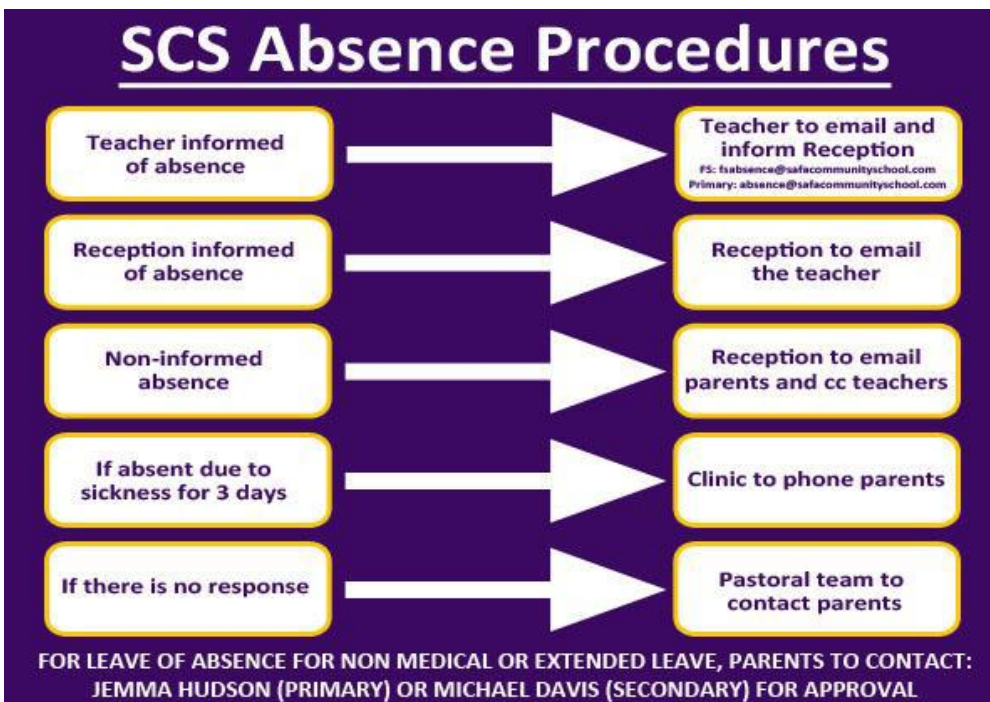 SCS Absence Procedures
Teacher informed
of absence
Teacher to email and
inform Reception
FS: fsabsence@safacommunityschool.com
Primary: absence@safacommunityschool.com
Reception informed
of absence
Reception to email
the teacher
Non-informed
absence
Reception to email
parents and cc teachers
If absent due to
sickness for 3 days
Clinic to phone parents
If there is no response
Pastoral team to
contact parents
FOR LEAVE OF ABSENCE FOR NON MEDICAL OR EXTENDED LEAVE, PARENTS TO CONTACT:
JEMMA HUDSON (PRIMARY) OR MICHAEL DAVIS (SECONDARY) FOR APPROVAL